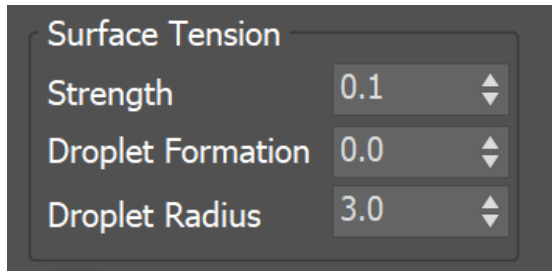 Surface Tension
Strength 0.1
Droplet Formation 0.0
Droplet Radius 3.0